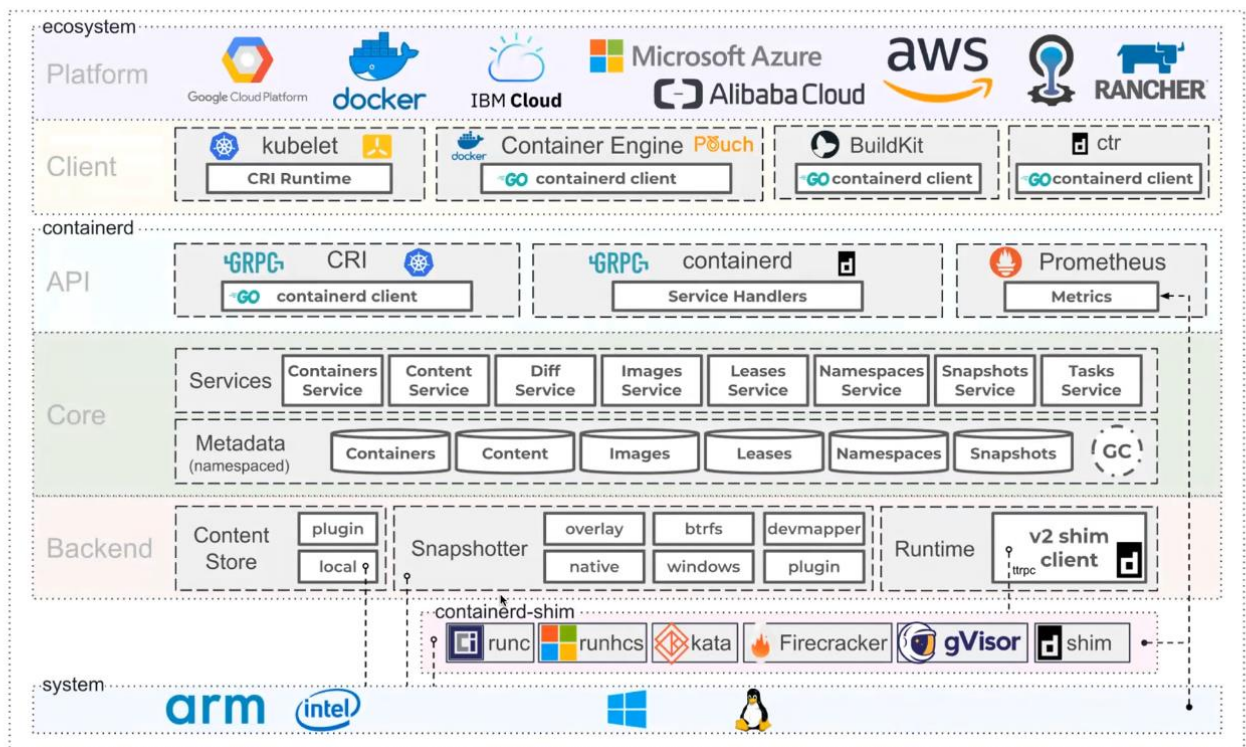 ecosystem
Platform
Google Cloud Platform
docker
IBM Cloud
Microsoft Azure
Alibaba Cloud
aws
RANCHER
Client
kubelet
CRI Runtime
docker
Container Engine
Pouch
GO containerd client
BuildKit
GO containerd client
ctr
GO containerd client
containerd
API
GRPC
CRI
GO containerd client
GRPC
containerd
Service Handlers
Prometheus
Metrics
Core
Services
Containers
Service
Content
Service
Diff
Service
Images
Service
Leases
Service
Namespaces
Service
Snapshots
Service
Tasks
Service
Metadata
(namespaced)
Containers
Content
Images
Leases
Namespaces
Snapshots
GC
Backend
Content
Store
plugin
local
Snapshotter
overlay
btrfs
devmapper
native
windows
plugin
Runtime
v2 shim
client
ttrpc
containerd-shim
runc
runhcs
kata
Firecracker
gVisor
shim
system
arm
intel